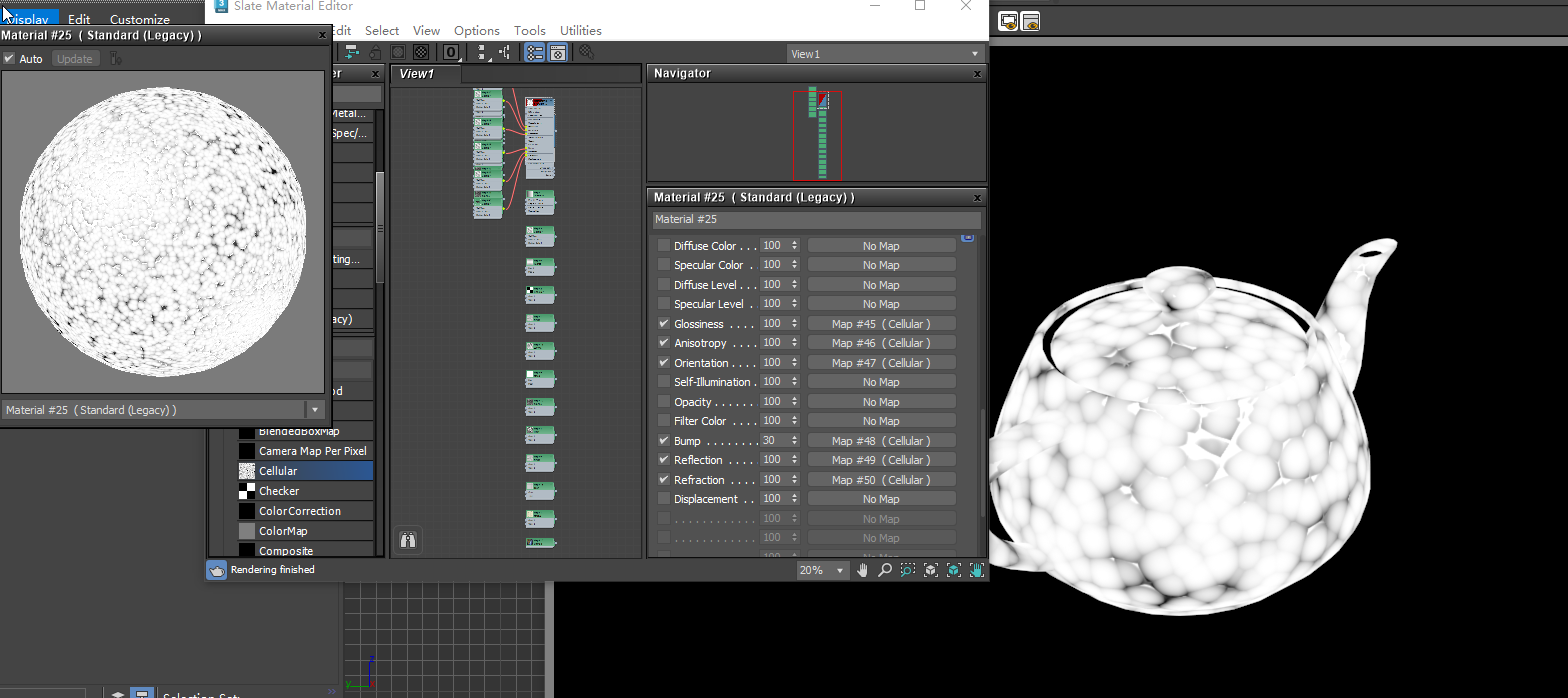 Slate Material Editor
Display Edit Customize
Edit Select View Options Tools Utilities
Material #25 ( Standard (Legacy) )
Auto Update
View1
View1
Navigator
Material #25 ( Standard (Legacy) )
Material #25
Diffuse Color . . . 100 No Map
Specular Color . 100 No Map
Diffuse Level . . . 100 No Map
Specular Level . 100 No Map
Glossiness . . . . 100 Map #45 ( Cellular )
Anisotropy . . . . 100 Map #46 ( Cellular )
Orientation . . . . 100 Map #47 ( Cellular )
Self-Illumination . 100 No Map
Opacity . . . . . . 100 No Map
Filter Color . . . . 100 No Map
Bump . . . . . . . . 30 Map #48 ( Cellular )
Reflection . . . . 100 Map #49 ( Cellular )
Refraction . . . . 100 Map #50 ( Cellular )
Displacement . . 100 No Map
. . . . . . . . . . . . 100 No Map
. . . . . . . . . . . . 100 No Map
100 No Map
Material #25 ( Standard (Legacy) )
BlendedBoxMap
Camera Map Per Pixel
Cellular
Checker
ColorCorrection
ColorMap
Composite
Rendering finished
20%
Selection Set: